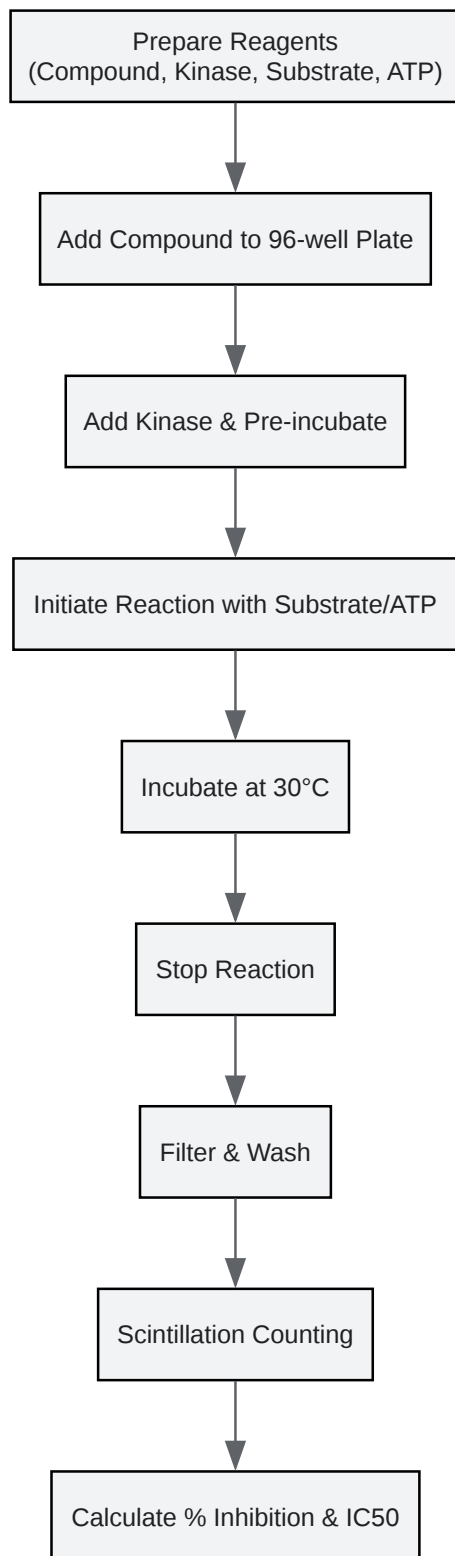 Prepare Reagents
(Compound, Kinase, Substrate, ATP)
Add Compound to 96-well Plate
Add Kinase & Pre-incubate
Initiate Reaction with Substrate/ATP
Incubate at 30°C
Stop Reaction
Filter & Wash
Scintillation Counting
Calculate % Inhibition & IC50